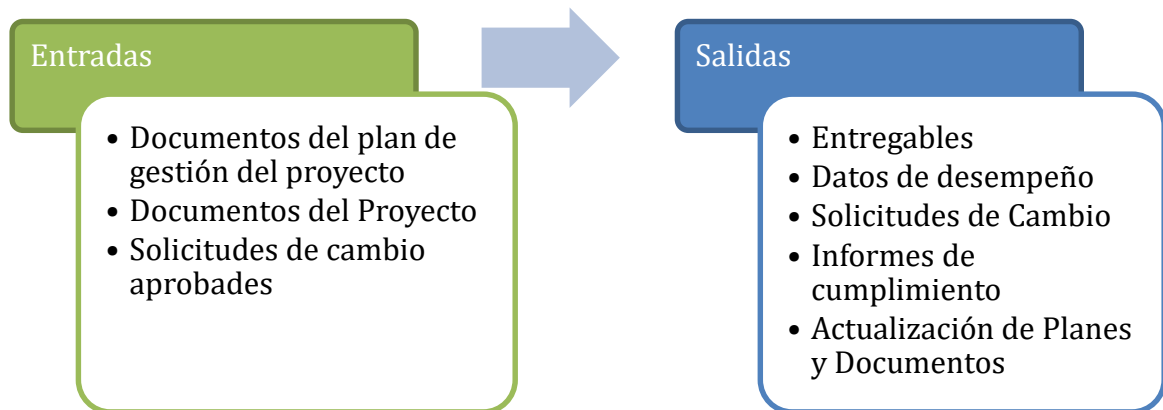 Entradas
• Documentos del plan de
gestión del proyecto
• Documentos del Proyecto
• Solicitudes de cambio
aprobades
Salidas
• Entregables
• Datos de desempeño
• Solicitudes de Cambio
• Informes de
cumplimiento
• Actualización de Planes
y Documentos